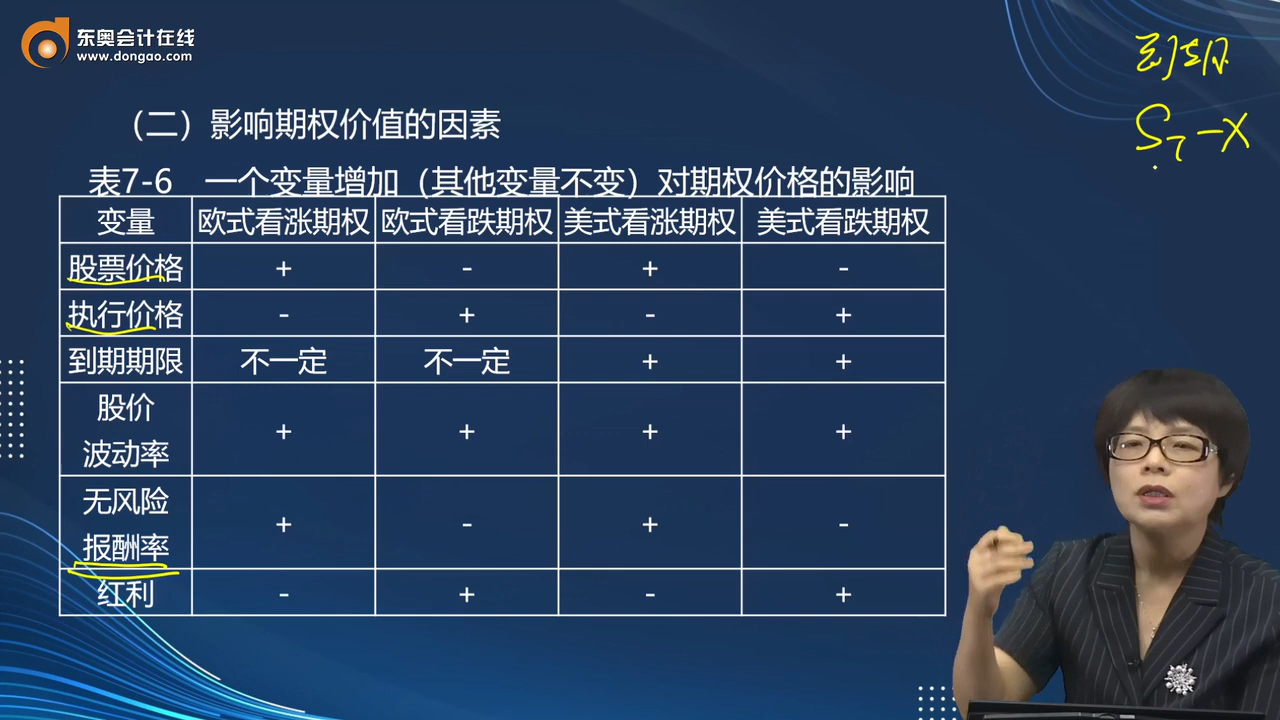 东奥会计在线
www.dongao.com
到期
S_T-X
（二）影响期权价值的因素
表7-6 一个变量增加（其他变量不变）对期权价格的影响
变量 欧式看涨期权 欧式看跌期权 美式看涨期权 美式看跌期权
股票价格 + - + -
执行价格 - + - +
到期期限 不一定 不一定 + +
股价
波动率 + + + +
无风险
报酬率 + - + -
红利 - + - +